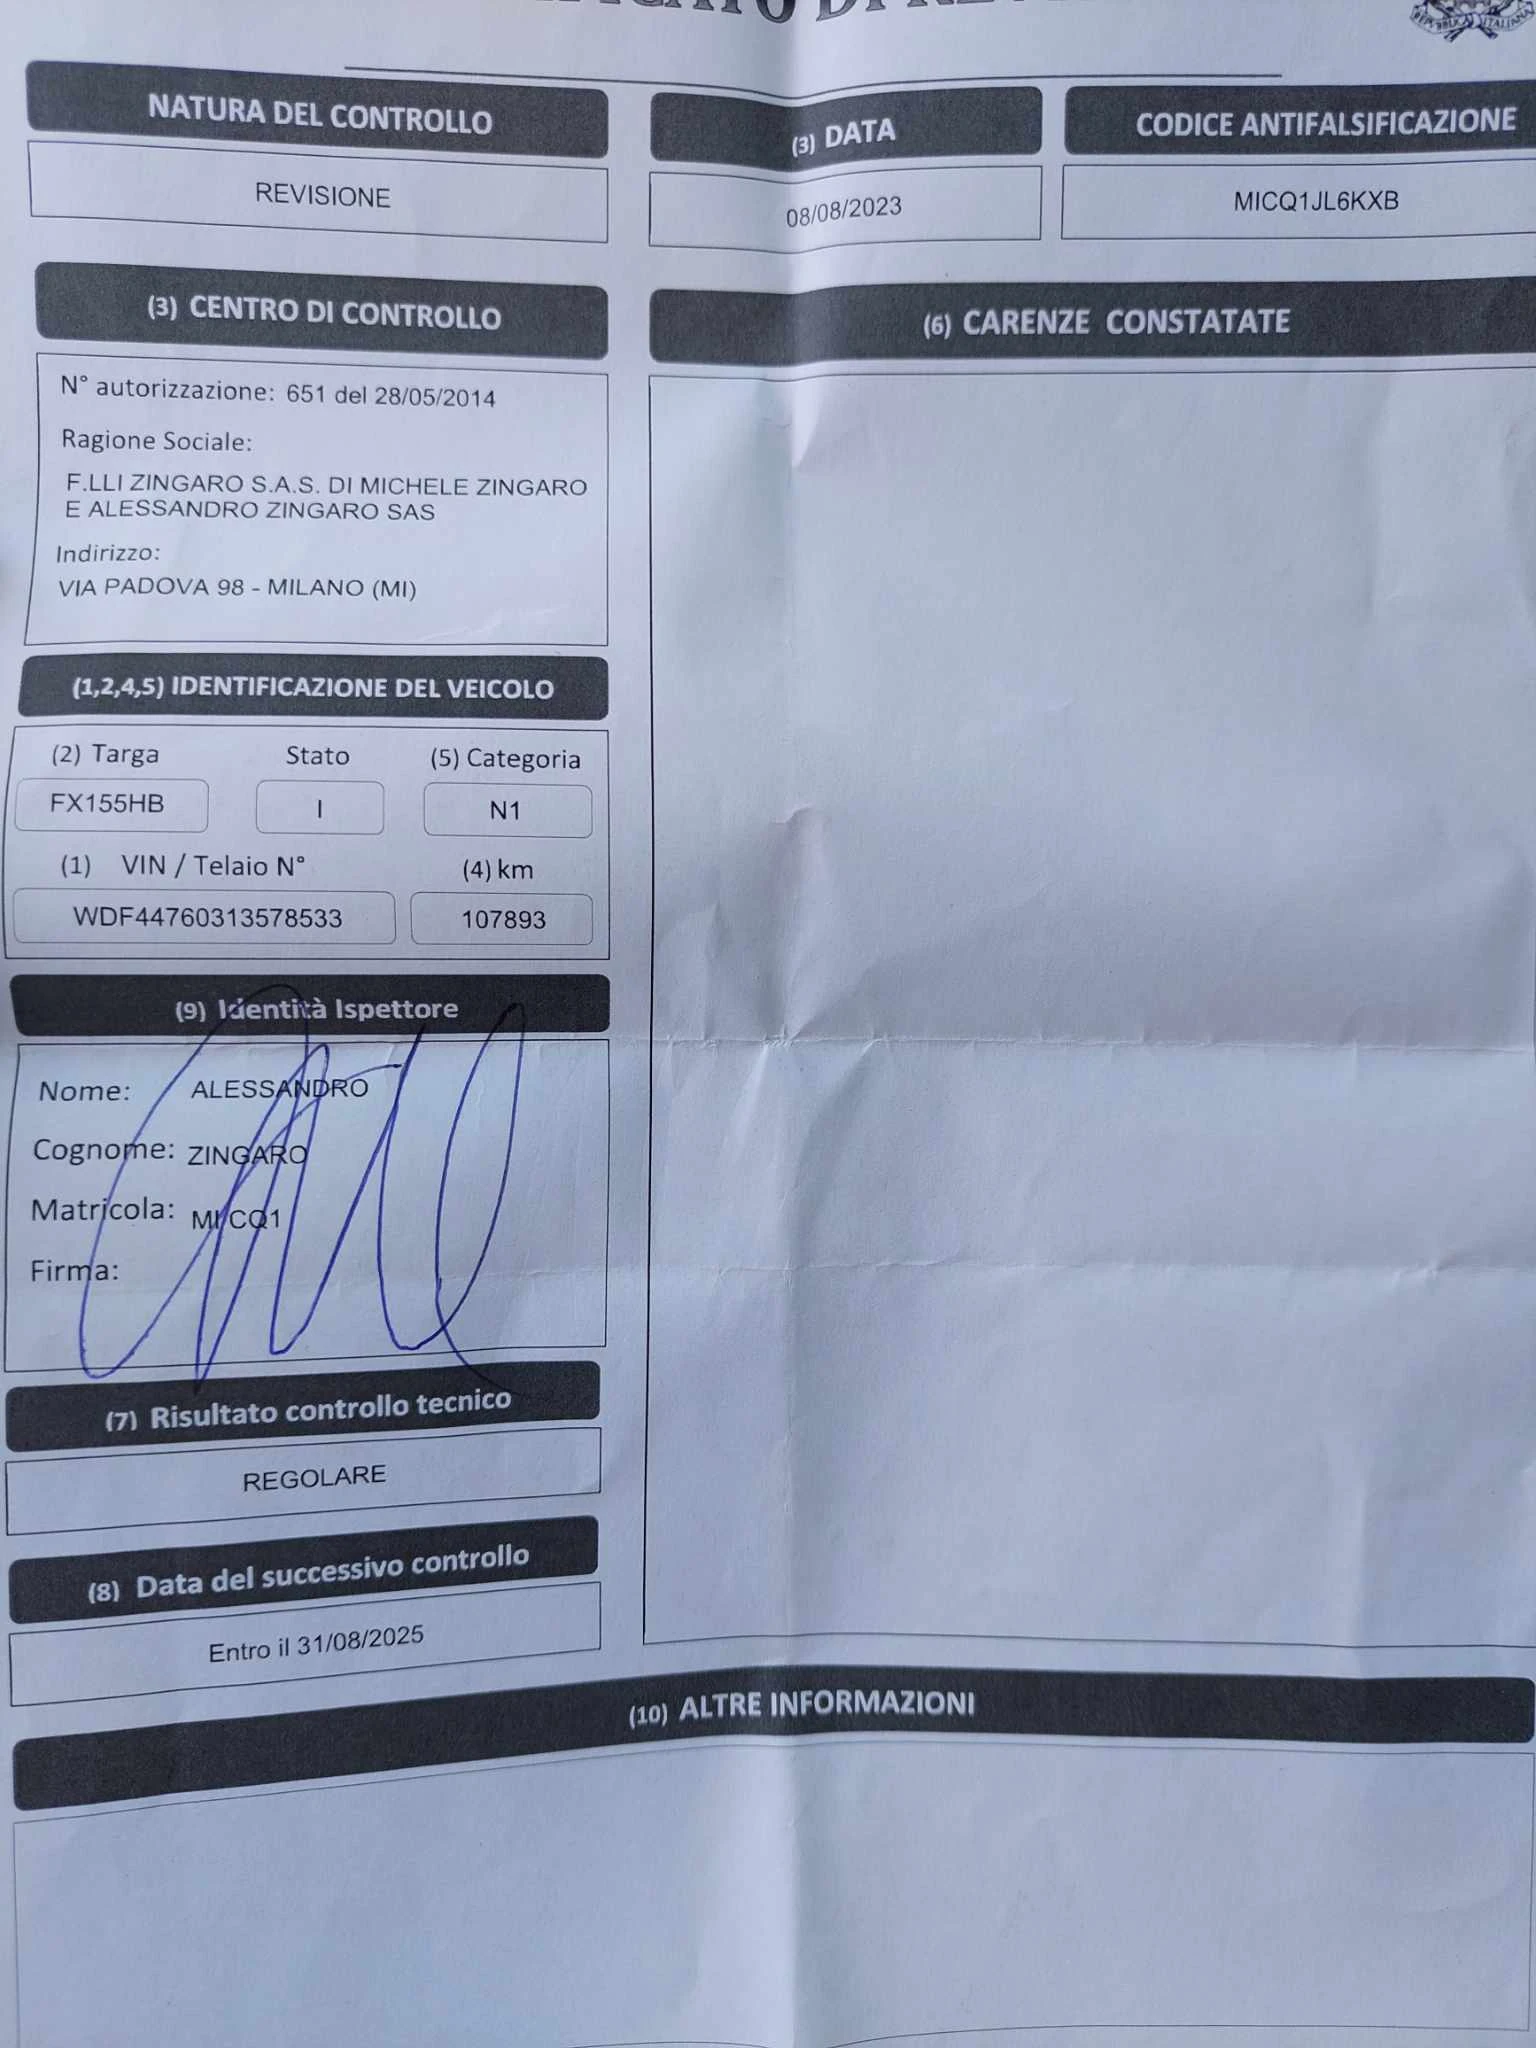 NATURA DEL CONTROLLO
REVISIONE
(3) DATA
08/08/2023
CODICE ANTIFALSIFICAZIONE
MICQ1JL6KXB
REPUBBLICA ITALIANA
(3) CENTRO DI CONTROLLO
N° autorizzazione: 651 del 28/05/2014
Ragione Sociale:
F.LLI ZINGARO S.A.S. DI MICHELE ZINGARO
E ALESSANDRO ZINGARO SAS
Indirizzo:
VIA PADOVA 98 - MILANO (MI)
(6) CARENZE CONSTATATE
(1,2,4,5) IDENTIFICAZIONE DEL VEICOLO
(2) Targa Stato (5) Categoria
FX155HB I N1
(1) VIN / Telaio N° (4) km
WDF44760313578533 107893
(9) Identità Ispettore
Nome: ALESSANDRO
Cognome: ZINGARO
Matricola: MI CQ1
Firma:
(7) Risultato controllo tecnico
REGOLARE
(8) Data del successivo controllo
Entro il 31/08/2025
(10) ALTRE INFORMAZIONI